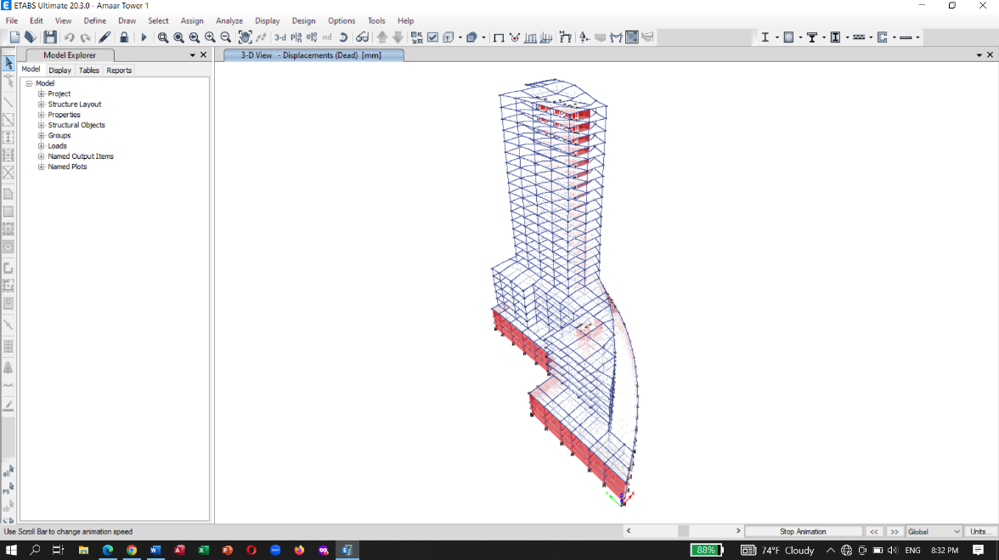 ETABS Ultimate 20.3.0 - Amaar Tower 1
File Edit View Define Draw Select Assign Analyze Display Design Options Tools Help
3-d nd
Model Explorer
3-D View - Displacements (Dead) [mm]
Model Display Tables Reports
Model
Project
Structure Layout
Properties
Structural Objects
Groups
Loads
Named Output Items
Named Plots
all
PS
Use Scroll Bar to change animation speed
Stop Animation
<< >>
Global
Units...
88%
74°F Cloudy
ENG
8:32 PM